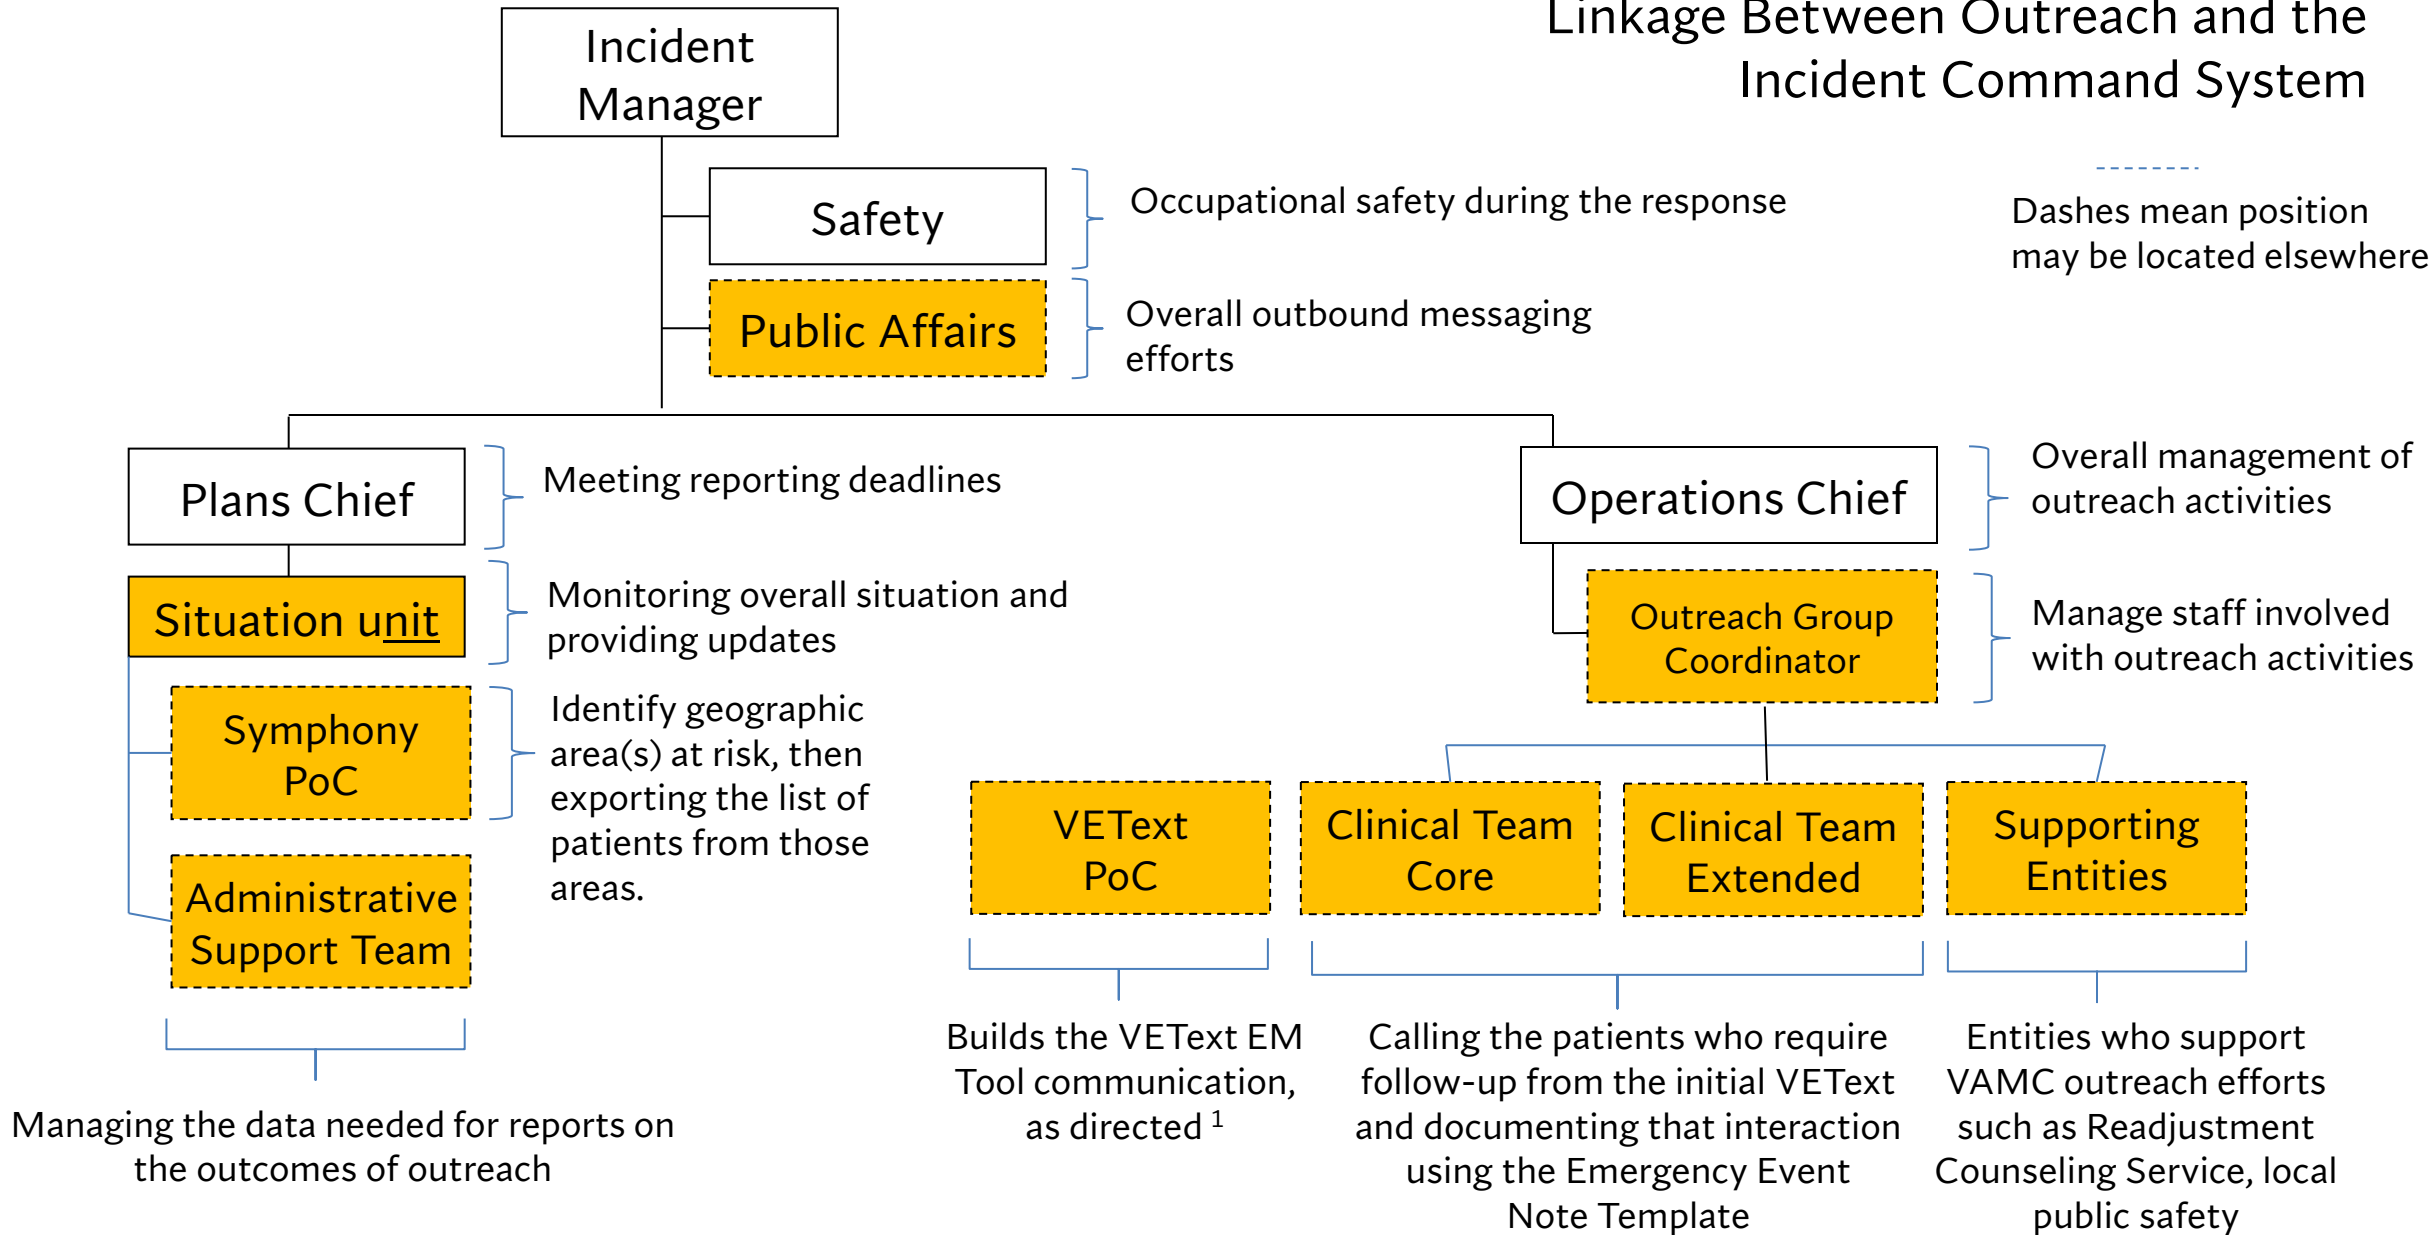 Linkage Between Outreach and the
Incident Command System
Incident
Manager
Safety
Occupational safety during the response
Dashes mean position
may be located elsewhere
Public Affairs
Overall outbound messaging
efforts
Plans Chief
Meeting reporting deadlines
Operations Chief
Overall management of
outreach activities
Situation unit
Monitoring overall situation and
providing updates
Outreach Group
Coordinator
Manage staff involved
with outreach activities
Symphony
PoC
Identify geographic
area(s) at risk, then
exporting the list of
patients from those
areas.
Administrative
Support Team
VEText
PoC
Clinical Team
Core
Clinical Team
Extended
Supporting
Entities
Managing the data needed for reports on
the outcomes of outreach
Builds the VEText EM
Tool communication,
as directed 1
Calling the patients who require
follow-up from the initial VEText
and documenting that interaction
using the Emergency Event
Note Template
Entities who support
VAMC outreach efforts
such as Readjustment
Counseling Service, local
public safety